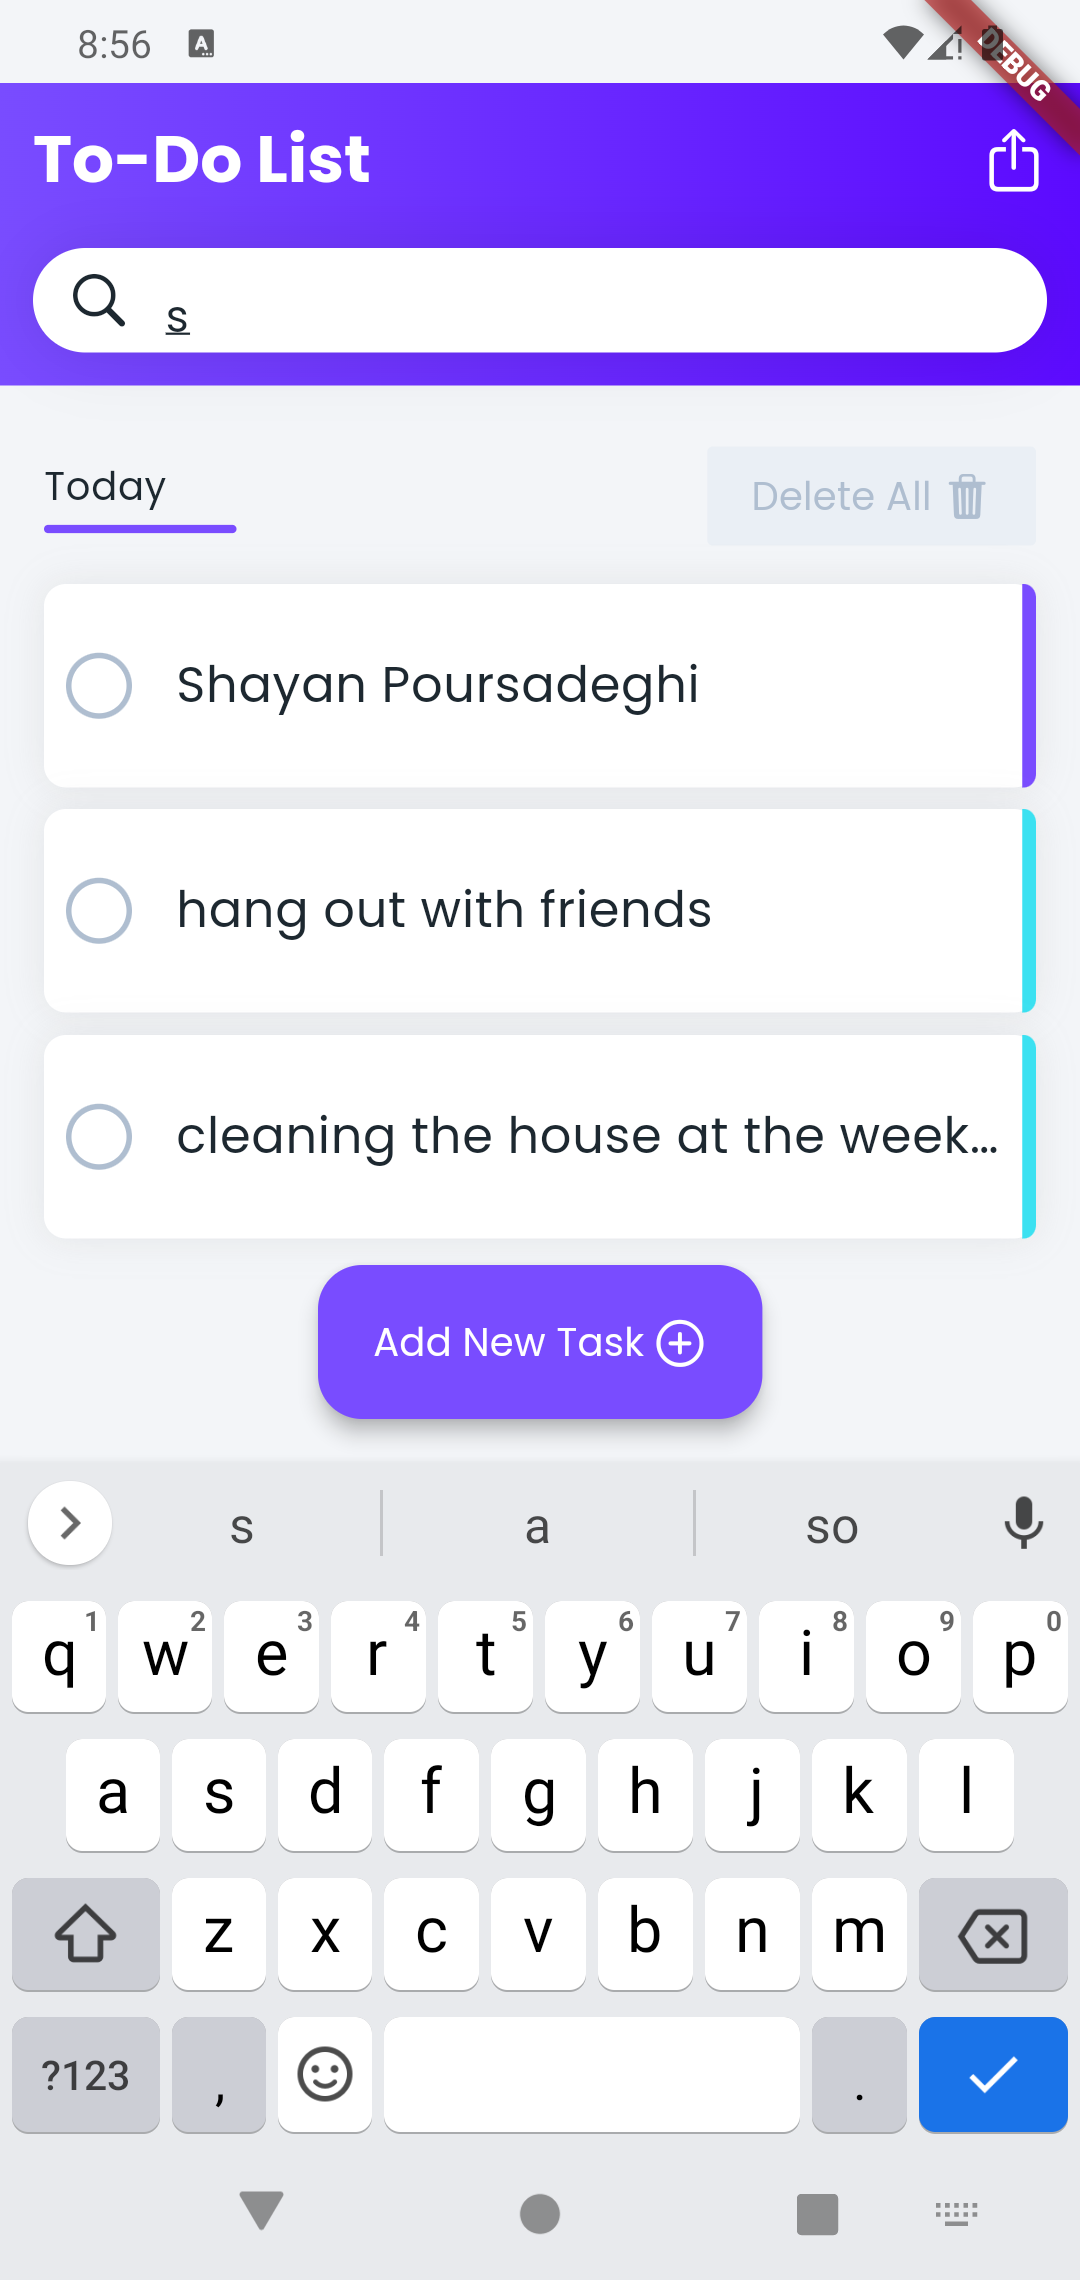 8:56
A
DEBUG
To-Do List
s
Today
Delete All
Shayan Poursadeghi
hang out with friends
cleaning the house at the week...
Add New Task
s a so
q 1 w 2 e 3 r 4 t 5 y 6 u 7 i 8 o 9 p 0
a s d f g h j k l
z x c v b n m
?123 , .